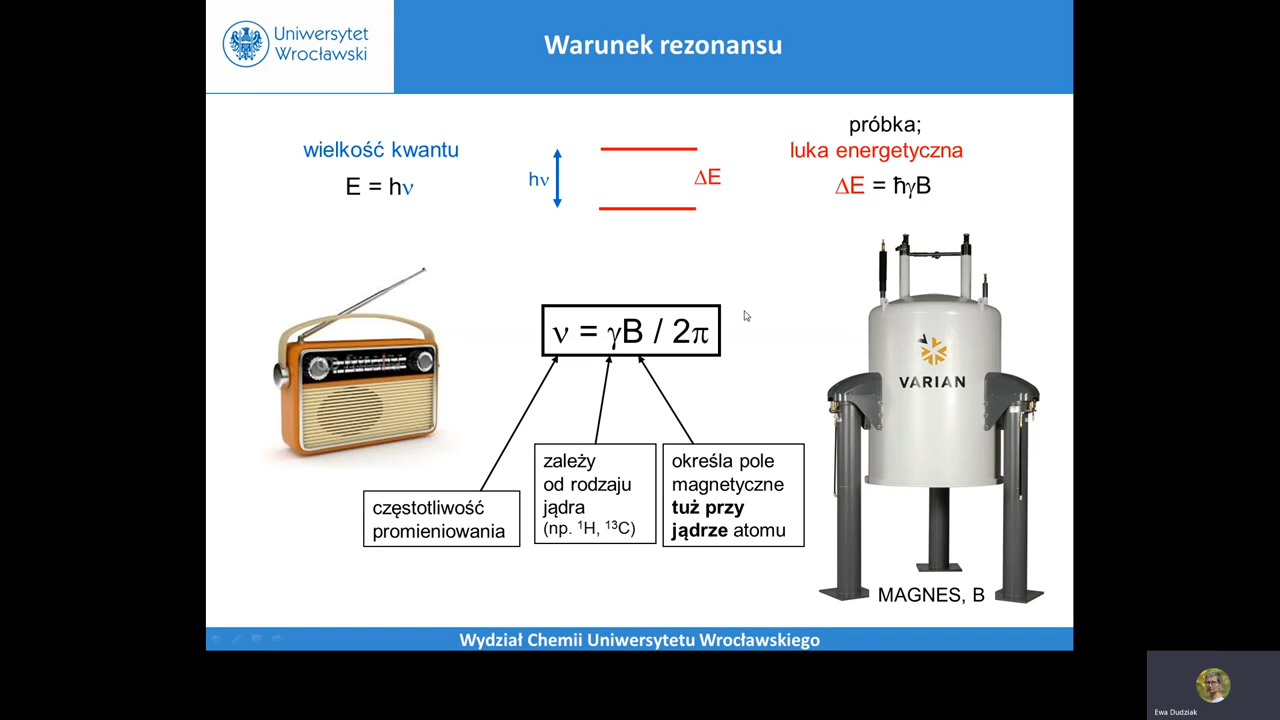 Uniwersytet
Wrocławski
Warunek rezonansu
wielkość kwantu
E = hν
hν
ΔE
próbka;
luka energetyczna
ΔE = ħγB
ν = γB / 2π
VARIAN
częstotliwość
promieniowania
zależy
od rodzaju
jądra
(np. ¹H, ¹³C)
określa pole
magnetyczne
tuż przy
jądrze atomu
MAGNES, B
Wydział Chemii Uniwersytetu Wrocławskiego
Ewa Dudziak